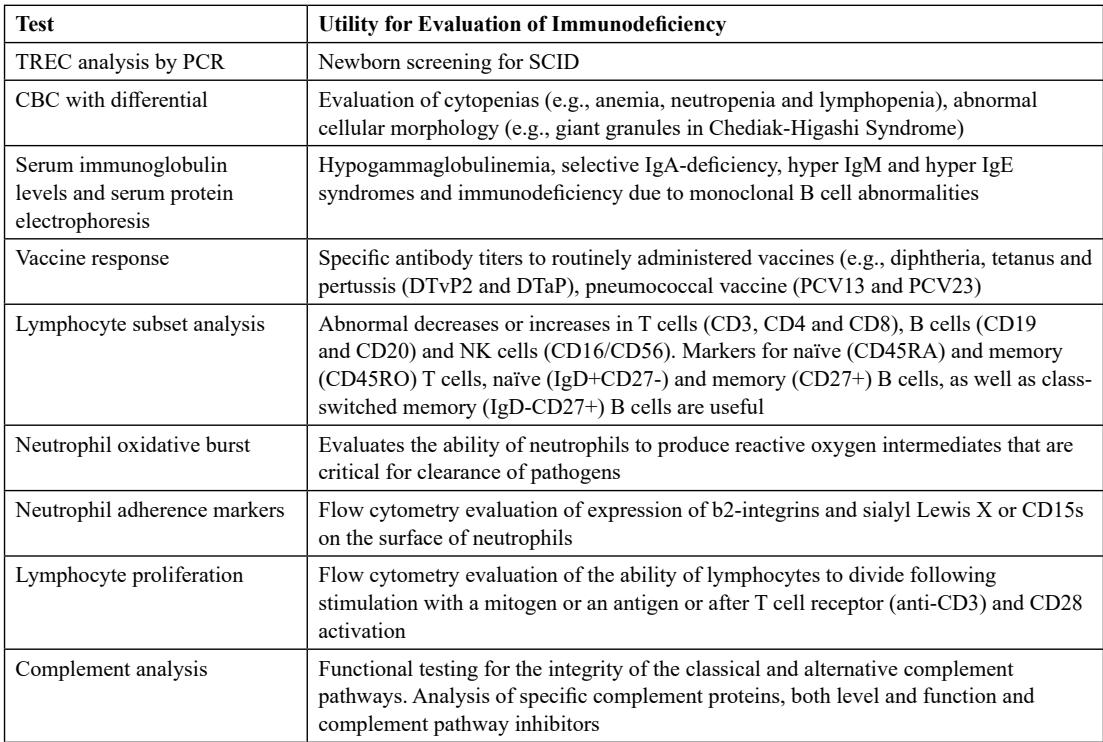 Test
Utility for Evaluation of Immunodeficiency
TREC analysis by PCR
Newborn screening for SCID
CBC with differential
Evaluation of cytopenias (e.g., anemia, neutropenia and lymphopenia), abnormal
cellular morphology (e.g., giant granules in Chediak-Higashi Syndrome)
Serum immunoglobulin
levels and serum protein
electrophoresis
Hypogammaglobulinemia, selective IgA-deficiency, hyper IgM and hyper IgE
syndromes and immunodeficiency due to monoclonal B cell abnormalities
Vaccine response
Specific antibody titers to routinely administered vaccines (e.g., diphtheria, tetanus and
pertussis (DTvP2 and DTaP), pneumococcal vaccine (PCV13 and PCV23)
Lymphocyte subset analysis
Abnormal decreases or increases in T cells (CD3, CD4 and CD8), B cells (CD19
and CD20) and NK cells (CD16/CD56). Markers for naïve (CD45RA) and memory
(CD45RO) T cells, naïve (IgD+CD27-) and memory (CD27+) B cells, as well as class-
switched memory (IgD-CD27+) B cells are useful
Neutrophil oxidative burst
Evaluates the ability of neutrophils to produce reactive oxygen intermediates that are
critical for clearance of pathogens
Neutrophil adherence markers
Flow cytometry evaluation of expression of b2-integrins and sialyl Lewis X or CD15s
on the surface of neutrophils
Lymphocyte proliferation
Flow cytometry evaluation of the ability of lymphocytes to divide following
stimulation with a mitogen or an antigen or after T cell receptor (anti-CD3) and CD28
activation
Complement analysis
Functional testing for the integrity of the classical and alternative complement
pathways. Analysis of specific complement proteins, both level and function and
complement pathway inhibitors